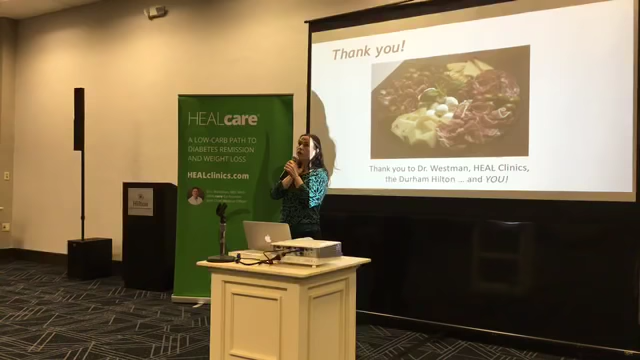 Thank you!
Thank you to Dr. Westman, HEAL Clinics,
the Durham Hilton ... and YOU!
HEALcare
A LOW-CARB PATH TO
DIABETES REMISSION
AND WEIGHT LOSS
HEALclinics.com
Hilton